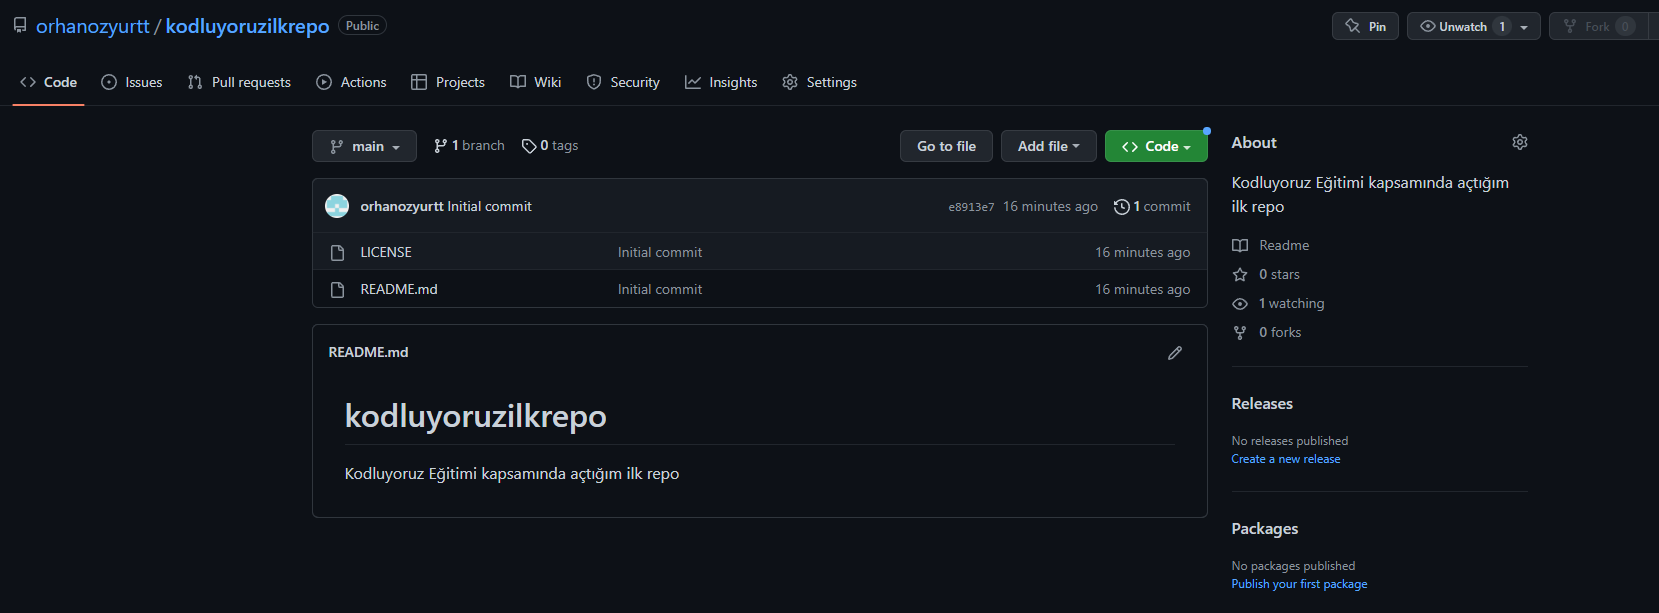 orhanozyurtt / kodluyoruzilkrepo Public Pin Unwatch 1 Fork 0
Code Issues Pull requests Actions Projects Wiki Security Insights Settings
main 1 branch 0 tags Go to file Add file Code
orhanozyurtt Initial commit e8913e7 16 minutes ago 1 commit
LICENSE Initial commit 16 minutes ago
README.md Initial commit 16 minutes ago
README.md
kodluyoruzilkrepo
Kodluyoruz Eğitimi kapsamında açtığım ilk repo
About
Kodluyoruz Eğitimi kapsamında açtığım
ilk repo
Readme
0 stars
1 watching
0 forks
Releases
No releases published
Create a new release
Packages
No packages published
Publish your first package